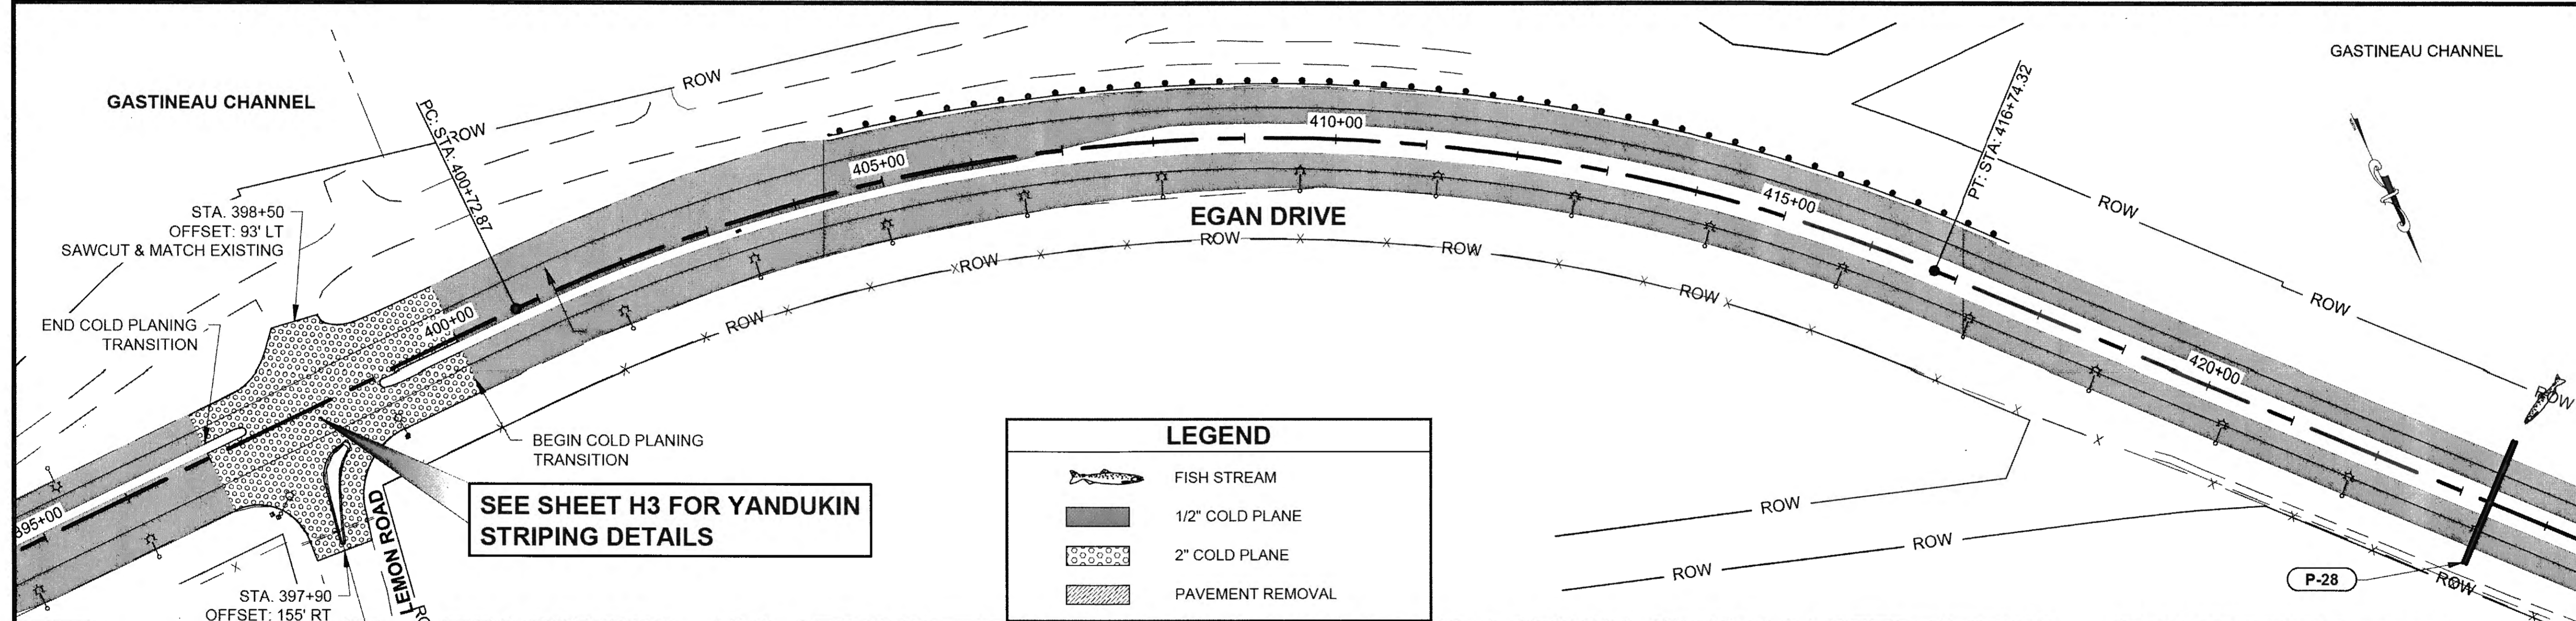 GASTINEAU CHANNEL
ROW
ROW
PC: STA: 400+72.87
STA. 398+50
OFFSET: 93' LT
SAWCUT & MATCH EXISTING
END COLD PLANING
TRANSITION
400+00
405+00
410+00
415+00
420+00
395+00
EGAN DRIVE
ROW
ROW
ROW
ROW
ROW
PT: STA: 416+74.32
GASTINEAU CHANNEL
ROW
ROW
ROW
BEGIN COLD PLANING
TRANSITION
SEE SHEET H3 FOR YANDUKIN
STRIPING DETAILS
LEMON ROAD
STA. 397+90
OFFSET: 155' RT
LEGEND
FISH STREAM
1/2" COLD PLANE
2" COLD PLANE
PAVEMENT REMOVAL
ROW
ROW
ROW
P-28
ROW